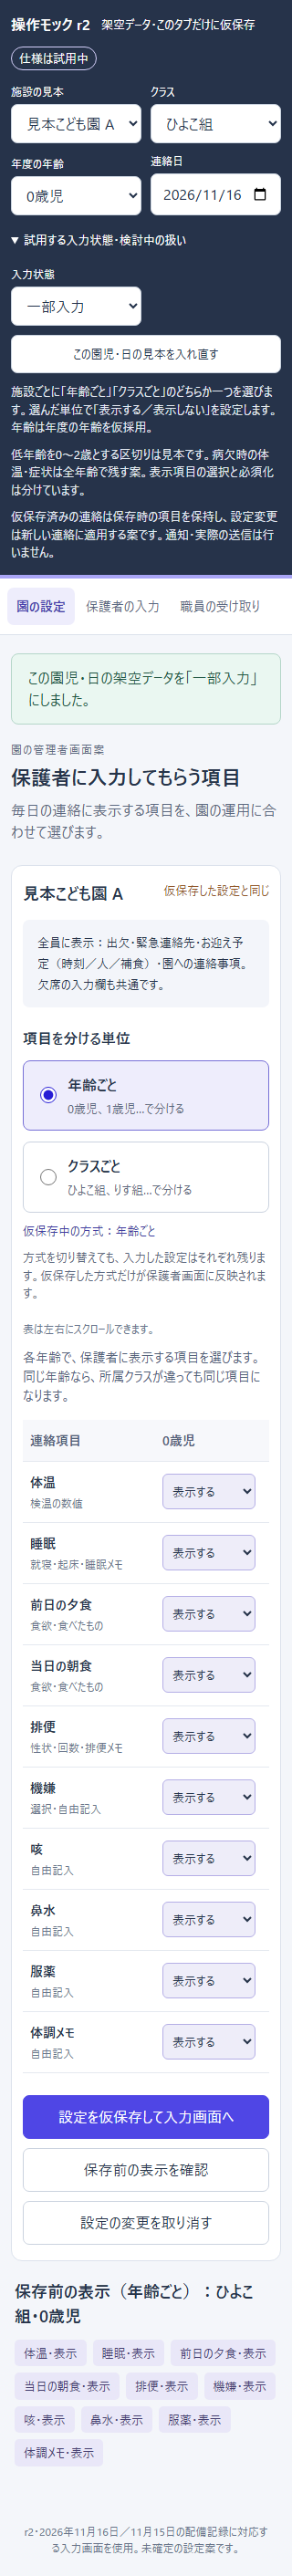 操作モック r2 架空データ・このタブだけに仮保存
仕様は試用中
施設の見本
クラス
見本こども園 A
ひよこ組
年度の年齢
連絡日
0歳児
2026/11/16
▼ 試用する入力状態・検討中の扱い
入力状態
一部入力
この園児・日の見本を入れ直す
施設ごとに「年齢ごと」「クラスごと」のどちらか一つを選びま
す。選んだ単位で「表示する／表示しない」を設定します。
年齢は年度の年齢を仮採用。
低年齢を0〜2歳とする区切りは見本です。病欠時の体
温・症状は全年齢で残す案。表示項目の選択と必須化
は分けています。
仮保存済みの連絡は保存時の項目を保持し、設定変更
は新しい連絡に適用する案です。通知・実際の送信は行
いません。
園の設定
保護者の入力
職員の受け取り
この園児・日の架空データを「一部入力」
にしました。
園の管理者画面案
保護者に入力してもらう項目
毎日の連絡に表示する項目を、園の運用に合
わせて選びます。
見本こども園 A
仮保存した設定と同じ
全員に表示：出欠・緊急連絡先・お迎え予
定（時刻／人／補食）・園への連絡事項。
欠席の入力欄も共通です。
項目を分ける単位
年齢ごと
0歳児、1歳児…で分ける
クラスごと
ひよこ組、りす組…で分ける
仮保存中の方式：年齢ごと
方式を切り替えても、入力した設定はそれぞれ残りま
す。仮保存した方式だけが保護者画面に反映されま
す。
表は左右にスクロールできます。
各年齢で、保護者に表示する項目を選びます。
同じ年齢なら、所属クラスが違っても同じ項目に
なります。
連絡項目
0歳児
体温
検温の数値
表示する
睡眠
就寝・起床・睡眠メモ
表示する
前日の夕食
食欲・食べたもの
表示する
当日の朝食
食欲・食べたもの
表示する
排便
性状・回数・排便メモ
表示する
機嫌
選択・自由記入
表示する
咳
自由記入
表示する
鼻水
自由記入
表示する
服薬
自由記入
表示する
体調メモ
自由記入
表示する
設定を仮保存して入力画面へ
保存前の表示を確認
設定の変更を取り消す
保存前の表示（年齢ごと）：ひよこ
組・0歳児
体温・表示
睡眠・表示
前日の夕食・表示
当日の朝食・表示
排便・表示
機嫌・表示
咳・表示
鼻水・表示
服薬・表示
体調メモ・表示
r2・2026年11月16日／11月15日の配備記録に対応す
る入力画面を使用。未確定の設定案です。